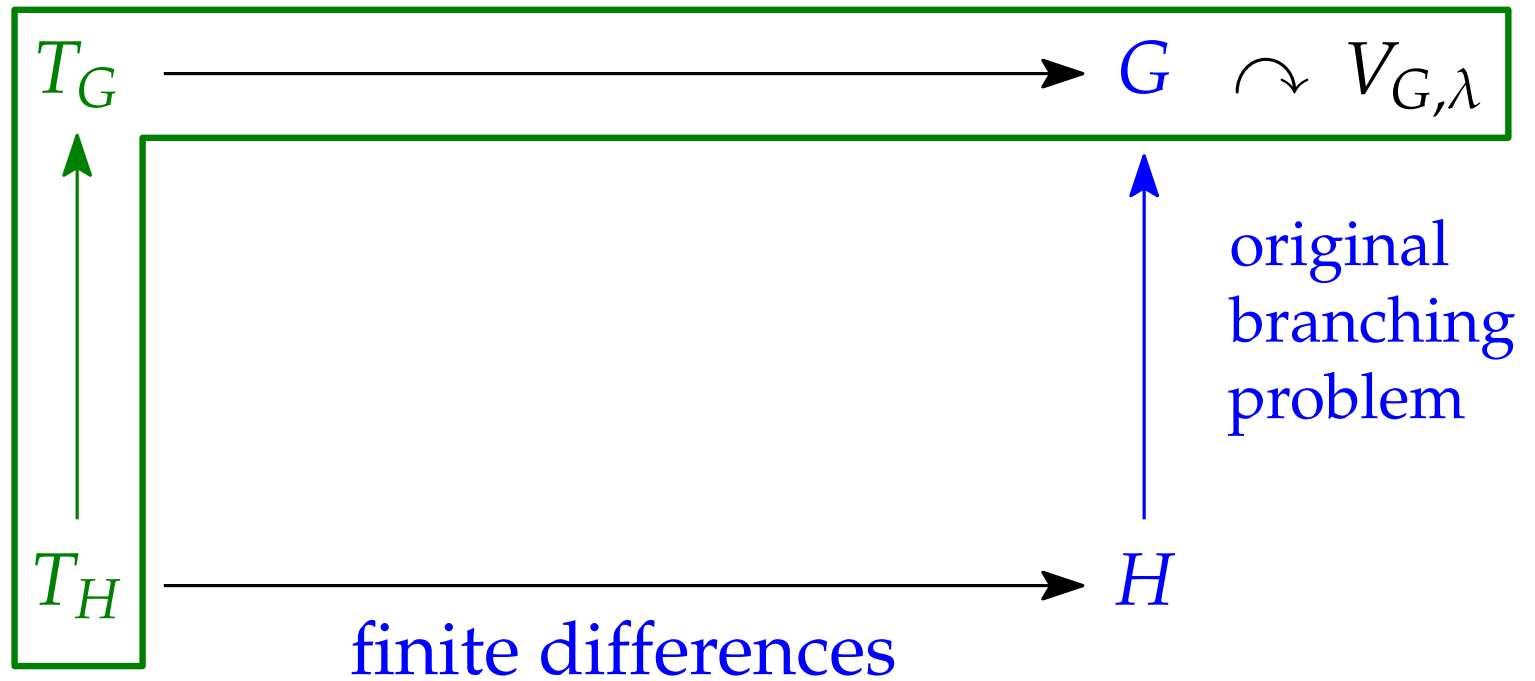 T_G G ↷ V_{G,λ}
original
branching
problem
T_H H
finite differences